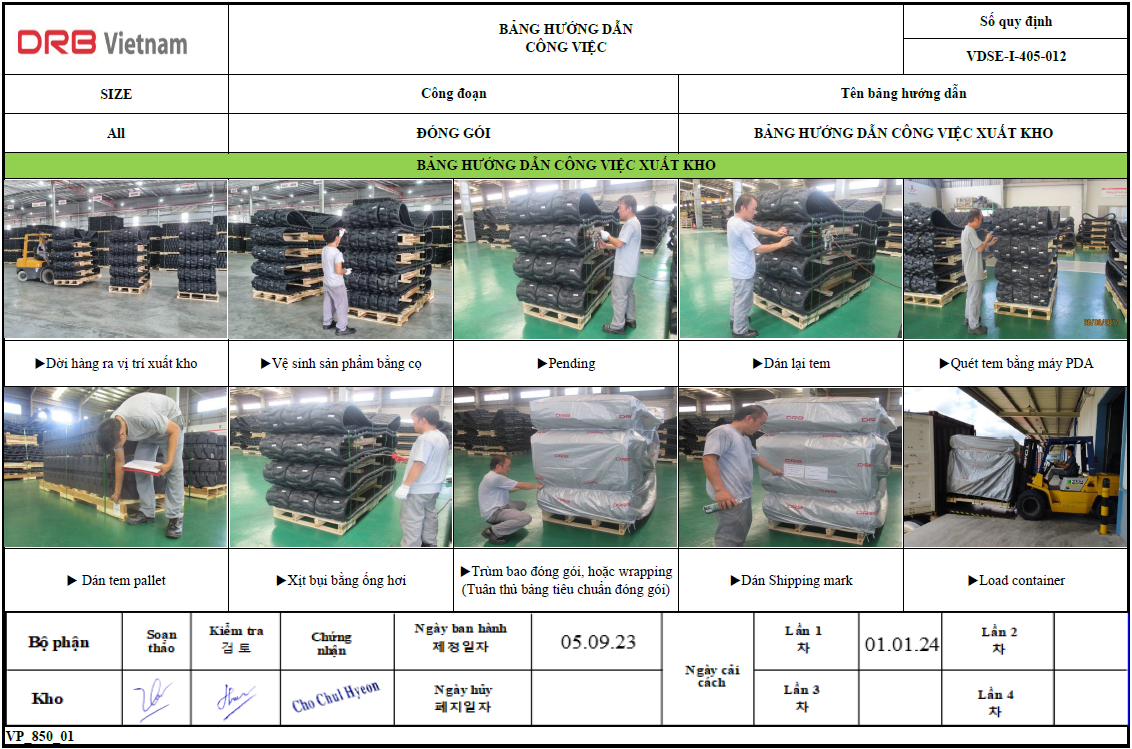 DRB Vietnam
BẢNG HƯỚNG DẪN
CÔNG VIỆC
Số quy định
VDSE-I-405-012
SIZE
Công đoạn
Tên bảng hướng dẫn
All
ĐÓNG GÓI
BẢNG HƯỚNG DẪN CÔNG VIỆC XUẤT KHO
BẢNG HƯỚNG DẪN CÔNG VIỆC XUẤT KHO
▶Dời hàng ra vị trí xuất kho
▶Vệ sinh sản phẩm bằng cọ
▶Pending
▶Dán lại tem
▶Quét tem bằng máy PDA
▶ Dán tem pallet
▶Xịt bụi bằng ống hơi
▶Trùm bao đóng gói, hoặc wrapping
(Tuân thủ bảng tiêu chuẩn đóng gói)
▶Dán Shipping mark
▶Load container
Bộ phận
Soạn
thảo
Kiểm tra
검 토
Chứng
nhận
Ngày ban hành
제정일자
05.09.23
Ngày cải
cách
Lần 1
차
01.01.24
Lần 2
차
Kho
Cho Chul Hyeon
Ngày hủy
폐지일자
Lần 3
차
Lần 4
차
VP_850_01